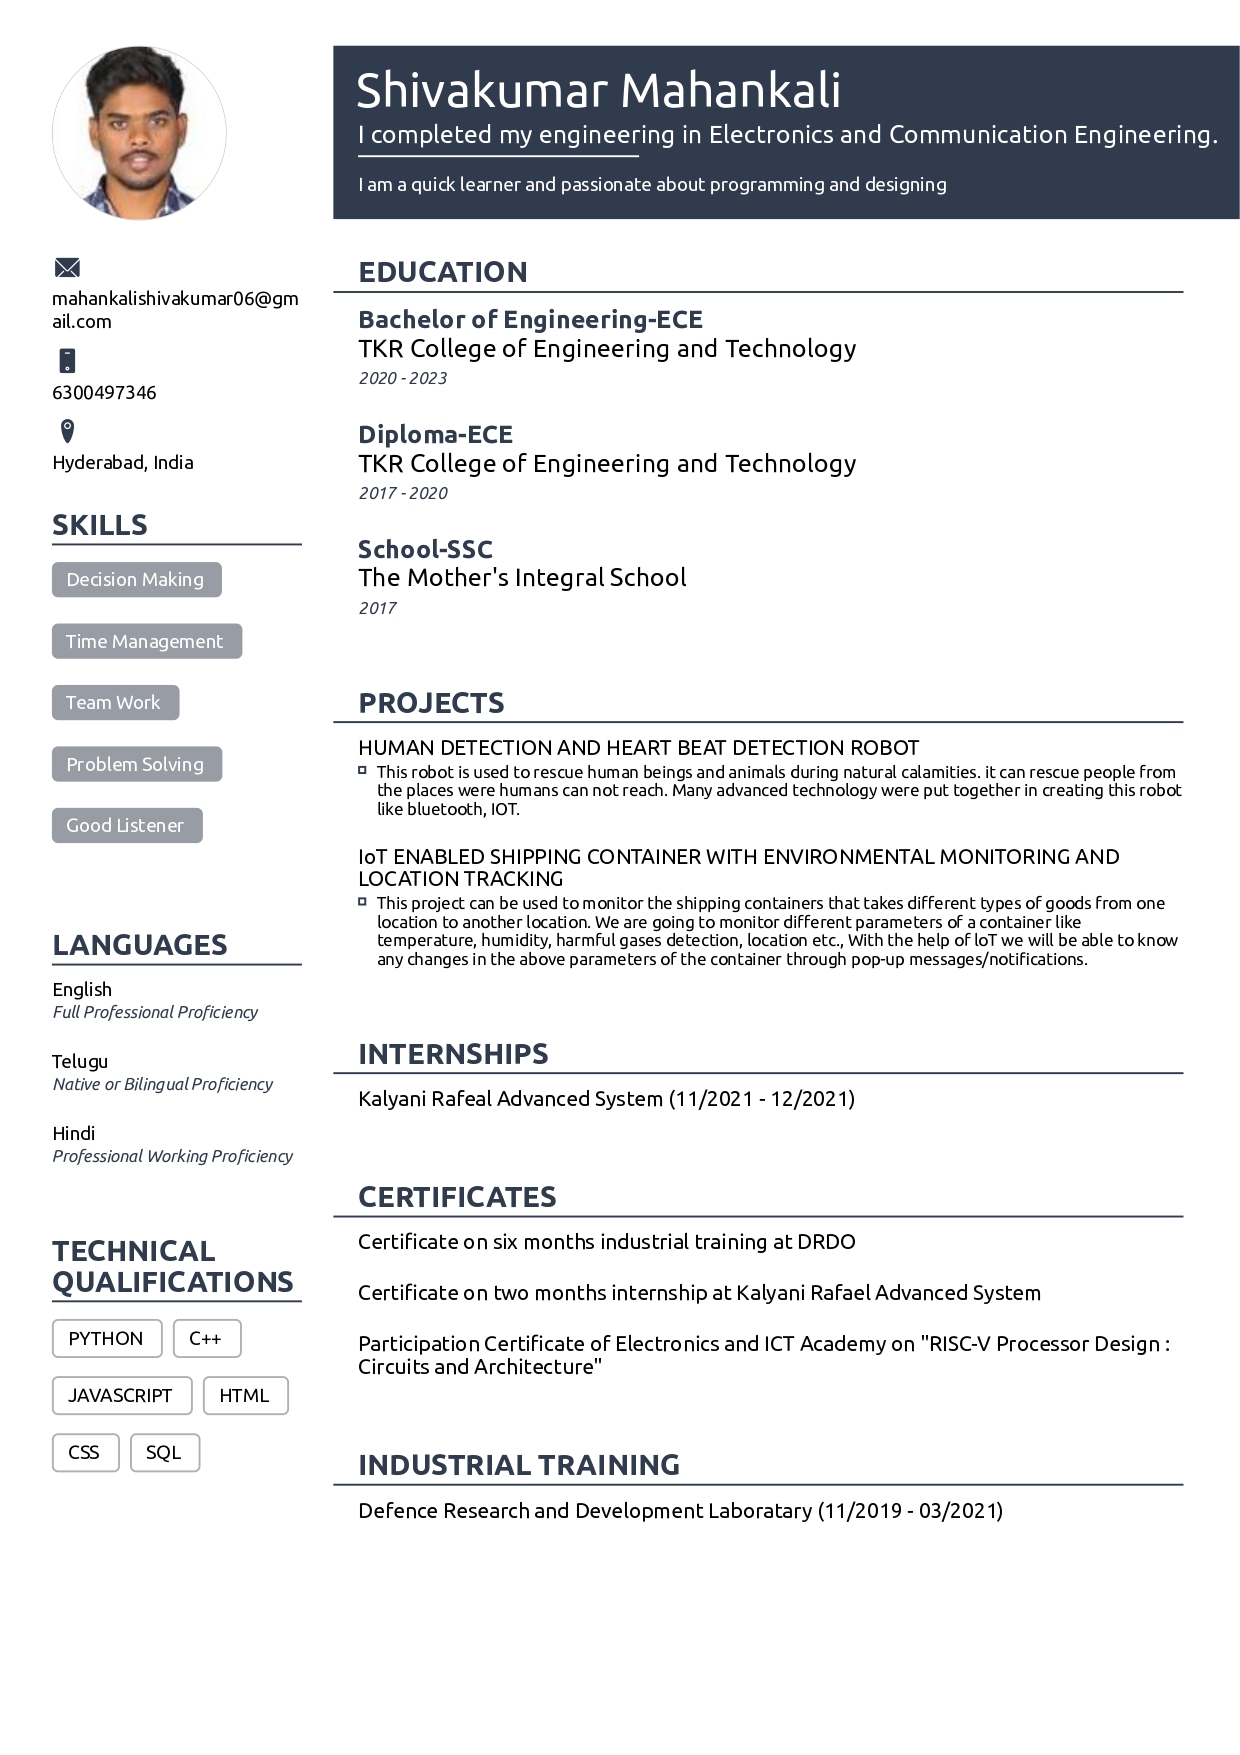 Shivakumar Mahankali
I completed my engineering in Electronics and Communication Engineering.
I am a quick learner and passionate about programming and designing
mahankalishivakumar06@gm
ail.com
6300497346
Hyderabad, India
SKILLS
Decision Making
Time Management
Team Work
Problem Solving
Good Listener
LANGUAGES
English
Full Professional Proficiency
Telugu
Native or Bilingual Proficiency
Hindi
Professional Working Proficiency
TECHNICAL
QUALIFICATIONS
PYTHON C++
JAVASCRIPT HTML
CSS SQL
EDUCATION
Bachelor of Engineering-ECE
TKR College of Engineering and Technology
2020 - 2023
Diploma-ECE
TKR College of Engineering and Technology
2017 - 2020
School-SSC
The Mother's Integral School
2017
PROJECTS
HUMAN DETECTION AND HEART BEAT DETECTION ROBOT
This robot is used to rescue human beings and animals during natural calamities. it can rescue people from
the places were humans can not reach. Many advanced technology were put together in creating this robot
like bluetooth, IOT.
IoT ENABLED SHIPPING CONTAINER WITH ENVIRONMENTAL MONITORING AND
LOCATION TRACKING
This project can be used to monitor the shipping containers that takes different types of goods from one
location to another location. We are going to monitor different parameters of a container like
temperature, humidity, harmful gases detection, location etc., With the help of loT we will be able to know
any changes in the above parameters of the container through pop-up messages/notifications.
INTERNSHIPS
Kalyani Rafeal Advanced System (11/2021 - 12/2021)
CERTIFICATES
Certificate on six months industrial training at DRDO
Certificate on two months internship at Kalyani Rafael Advanced System
Participation Certificate of Electronics and ICT Academy on "RISC-V Processor Design :
Circuits and Architecture"
INDUSTRIAL TRAINING
Defence Research and Development Laboratary (11/2019 - 03/2021)